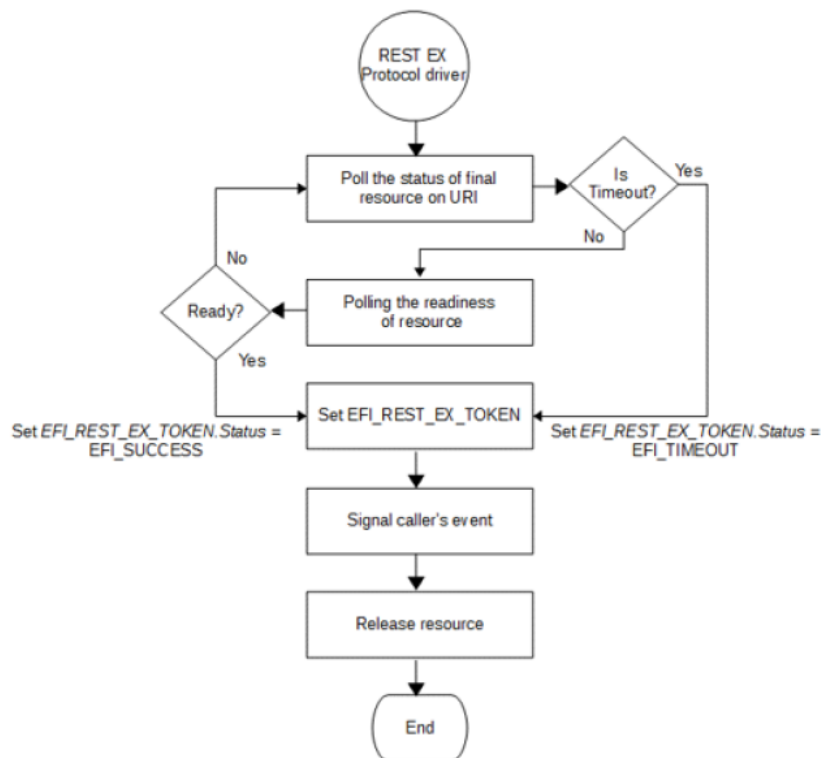 REST EX
Protocol driver
Poll the status of final
resource on URI
Is
Timeout?
Yes
No
No
Ready?
Polling the readiness
of resource
Yes
Set EFI_REST_EX_TOKEN
Set EFI_REST_EX_TOKEN.Status =
EFI_SUCCESS
Set EFI_REST_EX_TOKEN.Status =
EFI_TIMEOUT
Signal caller's event
Release resource
End